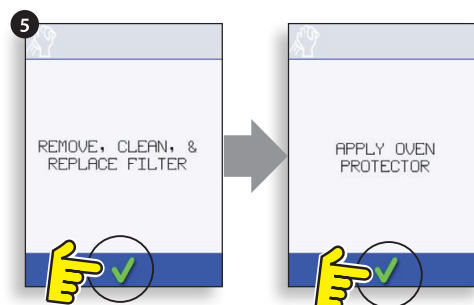 5
REMOVE, CLEAN, &
REPLACE FILTER
APPLY OVEN
PROTECTOR